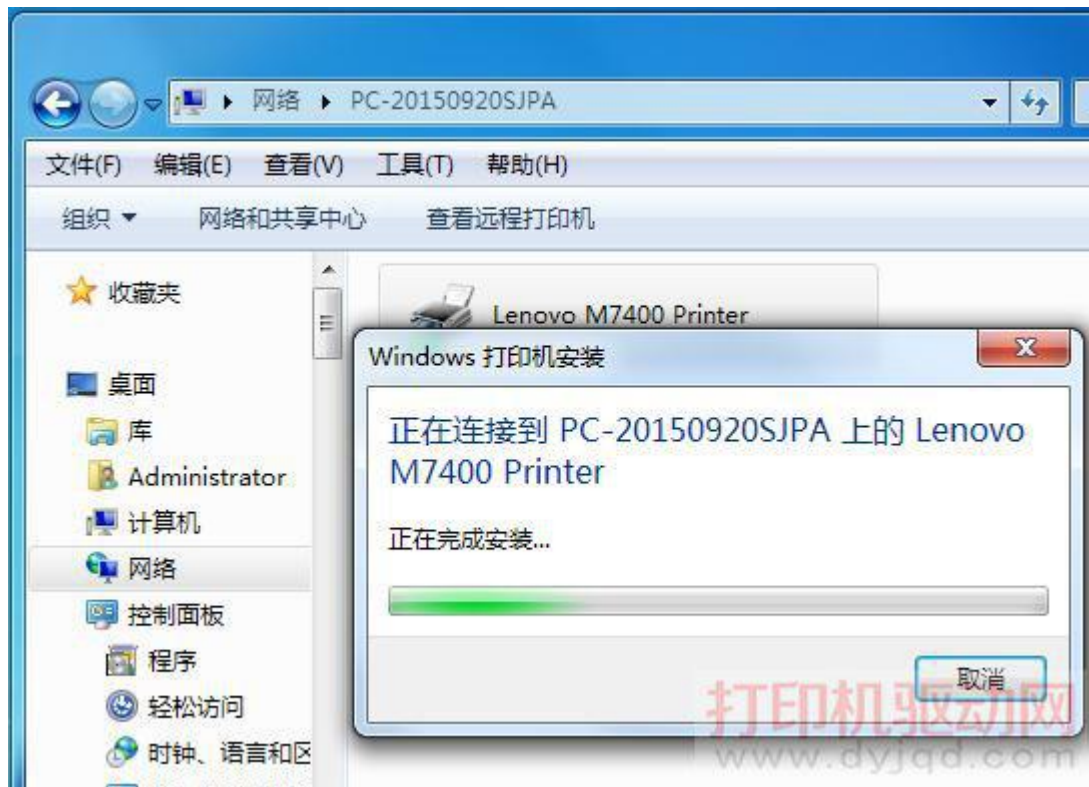 网络 PC-20150920SJPA
文件(F) 编辑(E) 查看(V) 工具(T) 帮助(H)
组织 网络和共享中心 查看远程打印机
收藏夹
Lenovo M7400 Printer
Windows 打印机安装
x
桌面
正在连接到 PC-20150920SJPA 上的 Lenovo
M7400 Printer
库
Administrator
计算机
正在完成安装...
网络
控制面板
程序
取消
轻松访问
时钟、语言和区
打印机驱动网
www.dyjqd.com